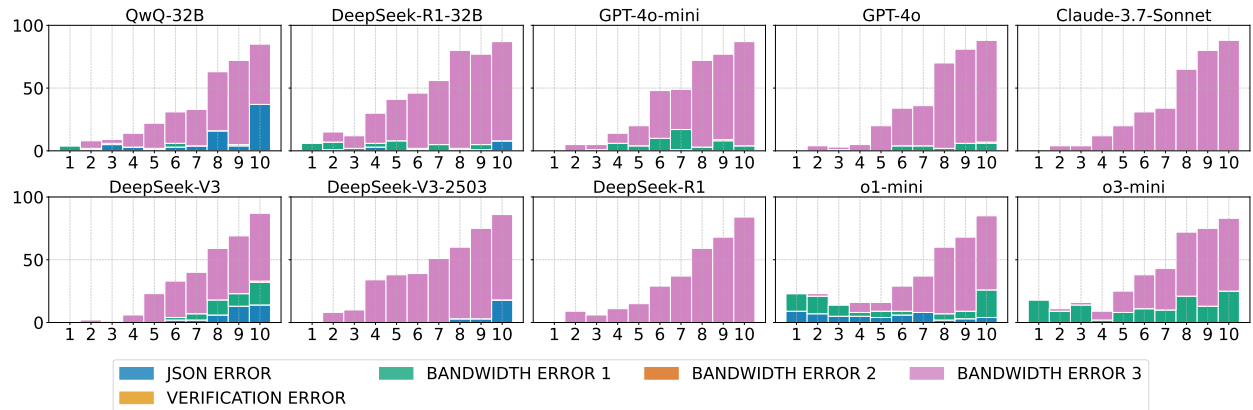 QwQ-32B DeepSeek-R1-32B GPT-4o-mini GPT-4o Claude-3.7-Sonnet
100
50
0
1 2 3 4 5 6 7 8 9 10 1 2 3 4 5 6 7 8 9 10 1 2 3 4 5 6 7 8 9 10 1 2 3 4 5 6 7 8 9 10 1 2 3 4 5 6 7 8 9 10
DeepSeek-V3 DeepSeek-V3-2503 DeepSeek-R1 o1-mini o3-mini
100
50
0
1 2 3 4 5 6 7 8 9 10 1 2 3 4 5 6 7 8 9 10 1 2 3 4 5 6 7 8 9 10 1 2 3 4 5 6 7 8 9 10 1 2 3 4 5 6 7 8 9 10
JSON ERROR BANDWIDTH ERROR 1 BANDWIDTH ERROR 2 BANDWIDTH ERROR 3
VERIFICATION ERROR